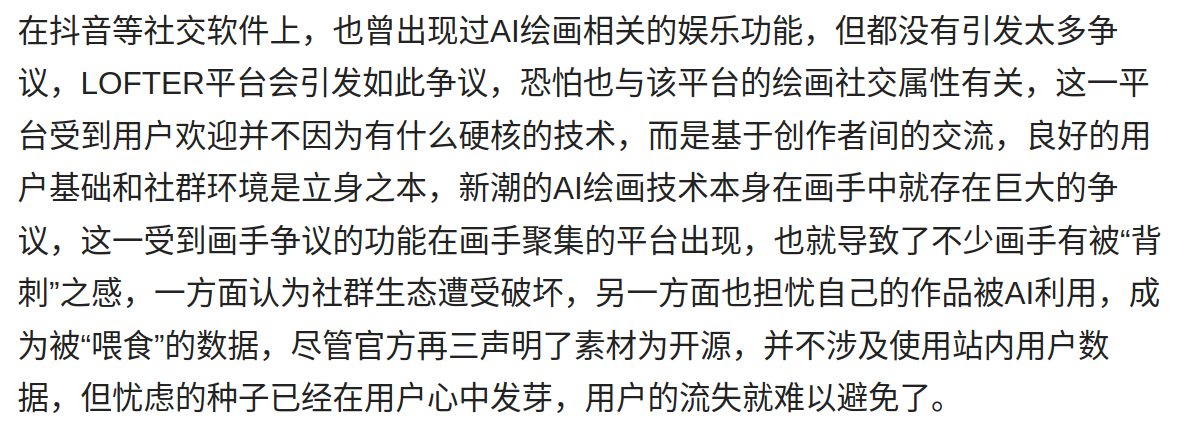 在抖音等社交软件上，也曾出现过AI绘画相关的娱乐功能，但都没有引发太多争
议，LOFTER平台会引发如此争议，恐怕也与该平台的绘画社交属性有关，这一平
台受到用户欢迎并不因为有什么硬核的技术，而是基于创作者间的交流，良好的用
户基础和社群环境是立身之本，新潮的AI绘画技术本身在画手中就存在巨大的争
议，这一受到画手争议的功能在画手聚集的平台出现，也就导致了不少画手有被“背
刺”之感，一方面认为社群生态遭受破坏，另一方面也担忧自己的作品被AI利用，成
为被“喂食”的数据，尽管官方再三声明了素材为开源，并不涉及使用站内用户数
据，但忧虑的种子已经在用户心中发芽，用户的流失就难以避免了。